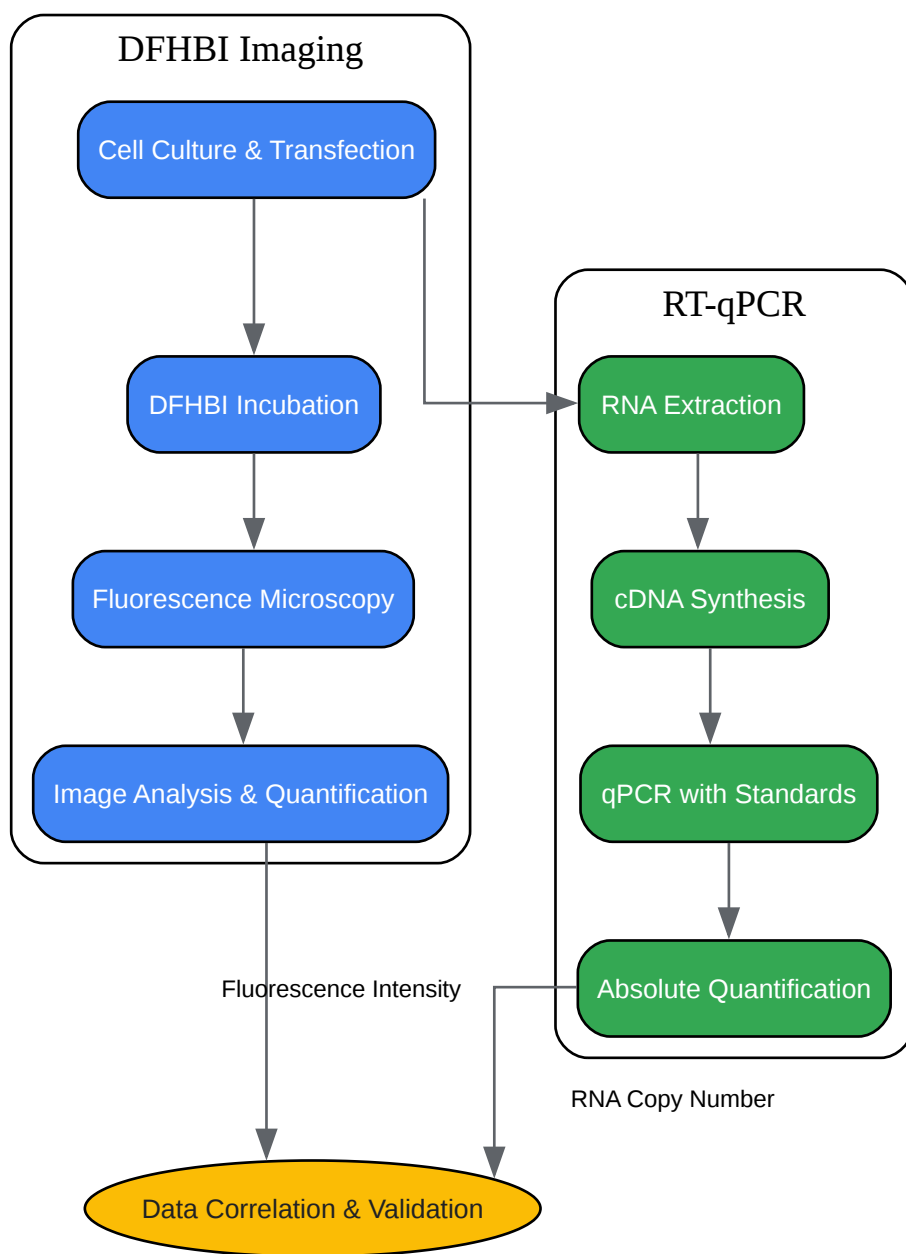 DFHBI Imaging
Cell Culture & Transfection
DFHBI Incubation
Fluorescence Microscopy
Image Analysis & Quantification
RT-qPCR
RNA Extraction
cDNA Synthesis
qPCR with Standards
Absolute Quantification
Fluorescence Intensity
RNA Copy Number
Data Correlation & Validation